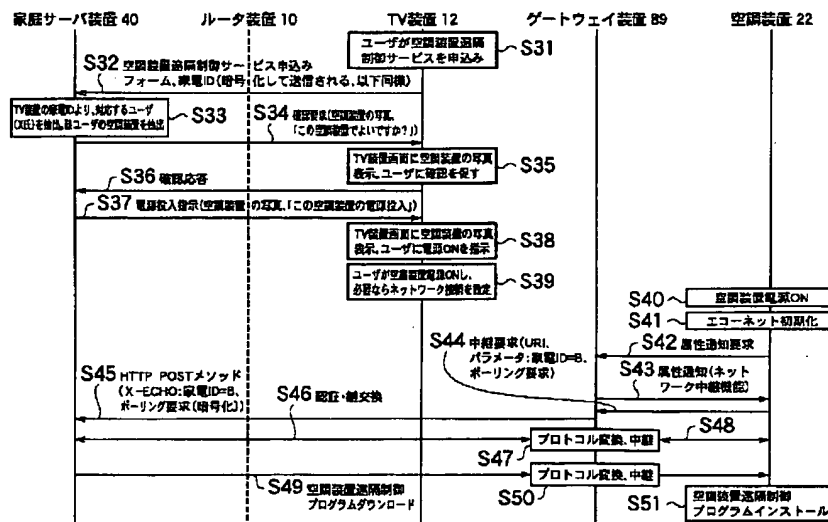 家庭サーバ装置40
ルータ装置10
TV装置12
ゲートウェイ装置89
空調装置22
ユーザが空調装置遠隔
制御サービスを申込み
S31
S32 空調装置遠隔制御サービス申込み
フォーム、家電ID(暗号化して送信される、以下同様)
TV装置の家電IDより、対応するユーザ
(X氏)を抽出。該ユーザの空調装置を抽出
S33
S34 確認要求(空調装置の写真、
「この空調装置でよいですか?」)
TV装置画面に空調装置の写真
表示、ユーザに確認を促す
S35
S36 確認応答
S37 電源投入指示(空調装置の写真、「この空調装置の電源投入」)
TV装置画面に空調装置の写真
表示、ユーザに電源ONを指示
S38
ユーザが空調装置電源ONし、
必要ならネットワーク接続を設定
S39
S40
空調装置電源ON
S41
エコーネット初期化
S42 属性通知要求
S43 属性通知(ネット
ワーク中継機能)
S44 中継要求(URI、
パラメータ:家電ID=B、
ポーリング要求)
S45 HTTP POSTメソッド
(X-ECHO:家電ID=B、
ポーリング要求(暗号化))
S46 認証・鍵交換
S47
プロトコル変換、中継
S48
S49 空調装置遠隔制御
プログラムダウンロード
S50
プロトコル変換、中継
S51
空調装置遠隔制御
プログラムインストール